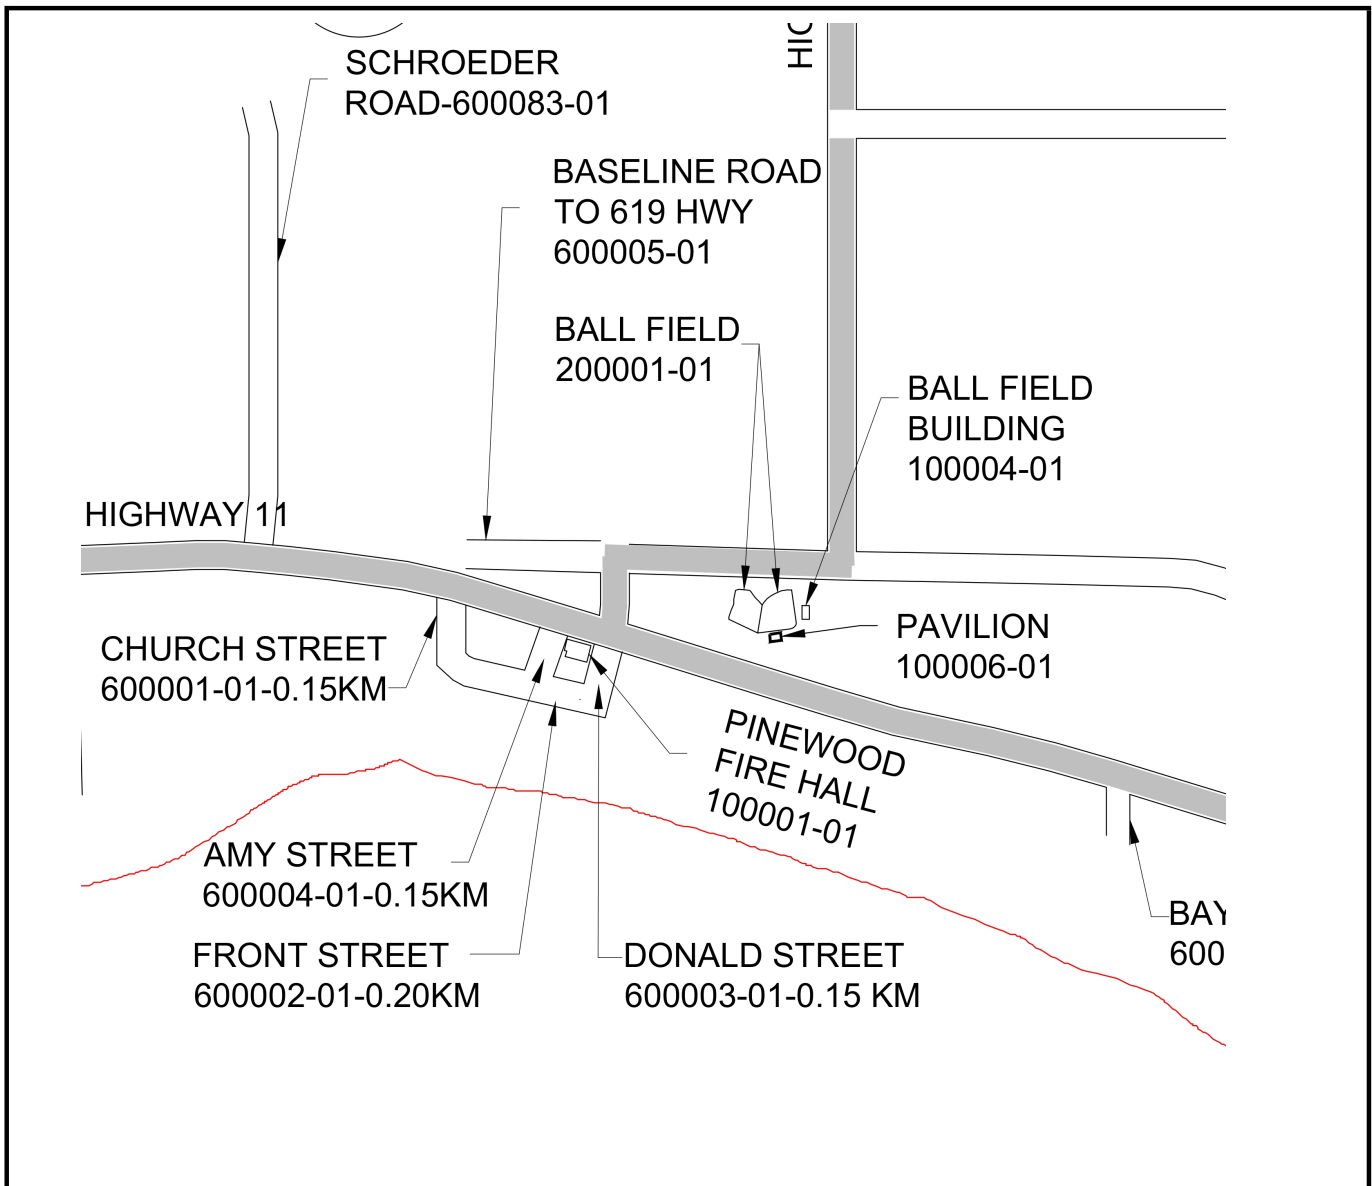 SCHROEDER
ROAD-600083-01
BASELINE ROAD
TO 619 HWY
600005-01
BALL FIELD
200001-01
BALL FIELD
BUILDING
100004-01
HIGHWAY 11
CHURCH STREET
600001-01-0.15KM
PAVILION
100006-01
PINEWOOD
FIRE HALL
100001-01
AMY STREET
600004-01-0.15KM
BAY
600
FRONT STREET
600002-01-0.20KM
DONALD STREET
600003-01-0.15 KM